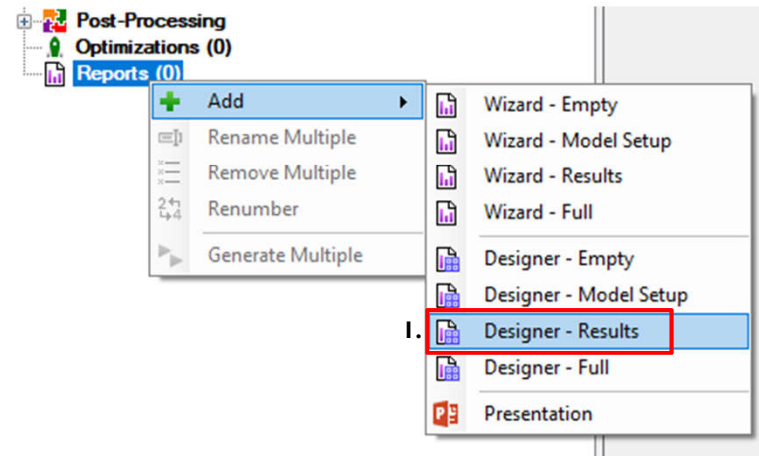 Post-Processing
Optimizations (0)
Reports (0)
Add
Rename Multiple
Remove Multiple
Renumber
Generate Multiple
Wizard - Empty
Wizard - Model Setup
Wizard - Results
Wizard - Full
Designer - Empty
Designer - Model Setup
1. Designer - Results
Designer - Full
Presentation